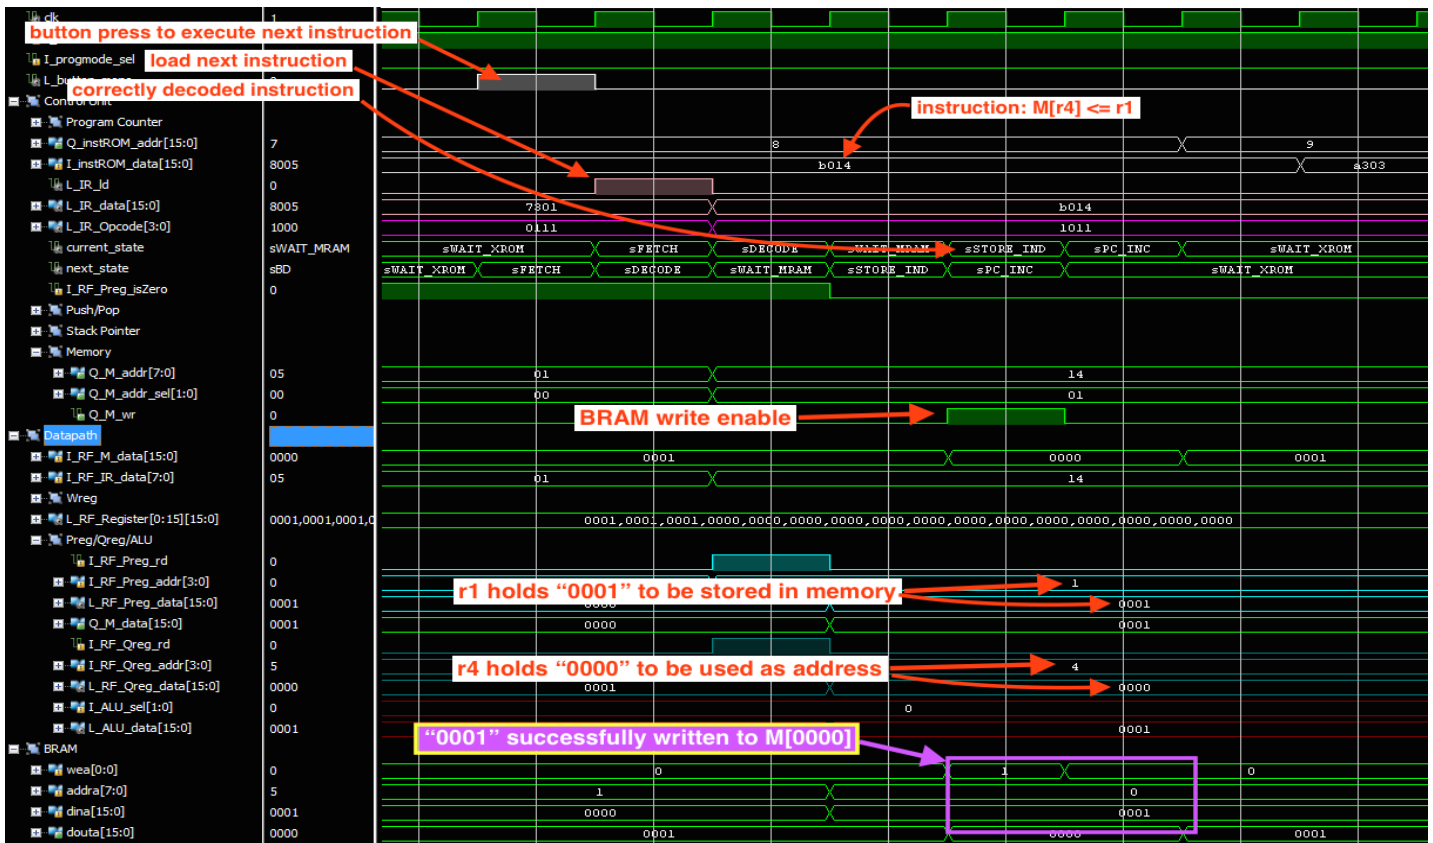 clk 1
button press to execute next instruction
I_progmode_sel
load next instruction
correctly decoded instruction
instruction: M[r4] <= r1
Program Counter
Q_instROM_addr[15:0] 7 8 9
I_instROM_data[15:0] 8005 b014 a303
L_IR_ld 0
L_IR_data[15:0] 8005 7301 b014
L_IR_Opcode[3:0] 1000 0111 1011
current_state sWAIT_MRAM sWAIT_XROM sFETCH sDECODE sWAIT_MRAM sSTORE_IND sPC_INC sWAIT_XROM
next_state sBD sWAIT_XROM sFETCH sDECODE sWAIT_MRAM sSTORE_IND sPC_INC sWAIT_XROM
I_RF_Preg_isZero 0
Push/Pop
Stack Pointer
Memory
Q_M_addr[7:0] 05 01 14
Q_M_addr_sel[1:0] 00 00 01
Q_M_wr 0
BRAM write enable
Datapath
I_RF_M_data[15:0] 0000 0001 0000 0001
I_RF_IR_data[7:0] 05 01 14
Wreg
L_RF_Register[0:15][15:0] 0001,0001,0001,0 0001,0001,0001,0000,0000,0000,0000,0000,0000,0000,0000,0000,0000,0000,0000,0000
Preg/Qreg/ALU
I_RF_Preg_rd 0
I_RF_Preg_addr[3:0] 0 1
r1 holds “0001” to be stored in memory
L_RF_Preg_data[15:0] 0001 0000 0001
Q_M_data[15:0] 0001 0000 0001
I_RF_Qreg_rd 0
I_RF_Qreg_addr[3:0] 5 4
r4 holds “0000” to be used as address
L_RF_Qreg_data[15:0] 0000 0001 0000
I_ALU_sel[1:0] 0 0
L_ALU_data[15:0] 0001 0001
“0001” successfully written to M[0000]
BRAM
wea[0:0] 0 0 1 0
addra[7:0] 5 1 0
dina[15:0] 0001 0000 0001
douta[15:0] 0000 0001 0000 0001